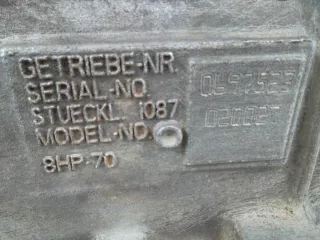 GETRIEBE-NR.
SERIAL-NO.
STUECKL. 1087
MODEL-NO.
8HP-70